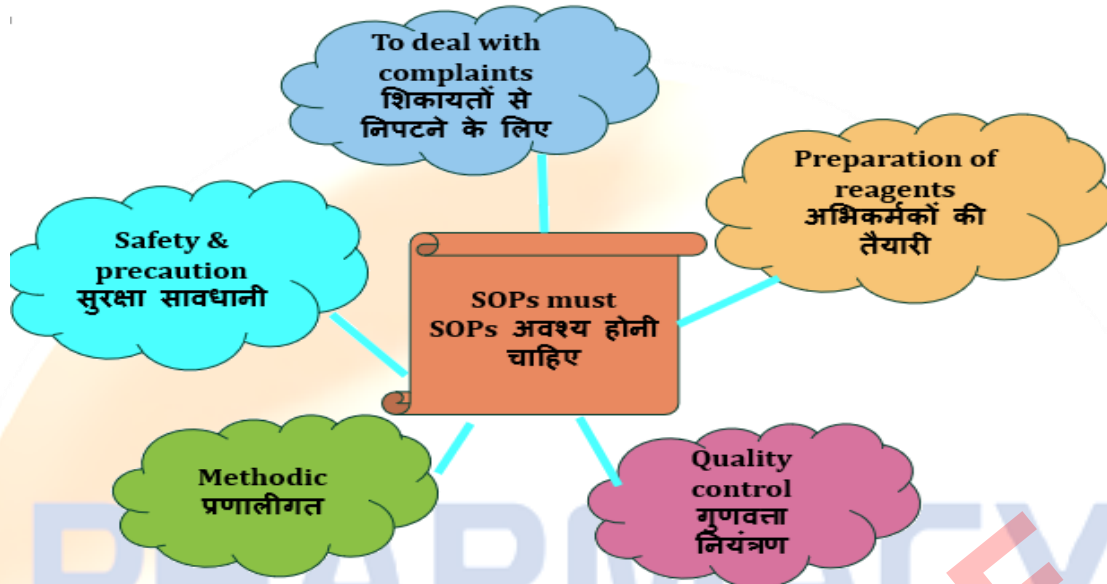 To deal with
complaints
शिकायतों से
निपटने के लिए
Preparation of
reagents
अभिकर्मकों की
तैयारी
Safety &
precaution
सुरक्षा सावधानी
SOPs must
SOPs अवश्य होनी
चाहिए
Methodic
प्रणालीगत
Quality
control
गुणवत्ता
नियंत्रण
PHARMACY